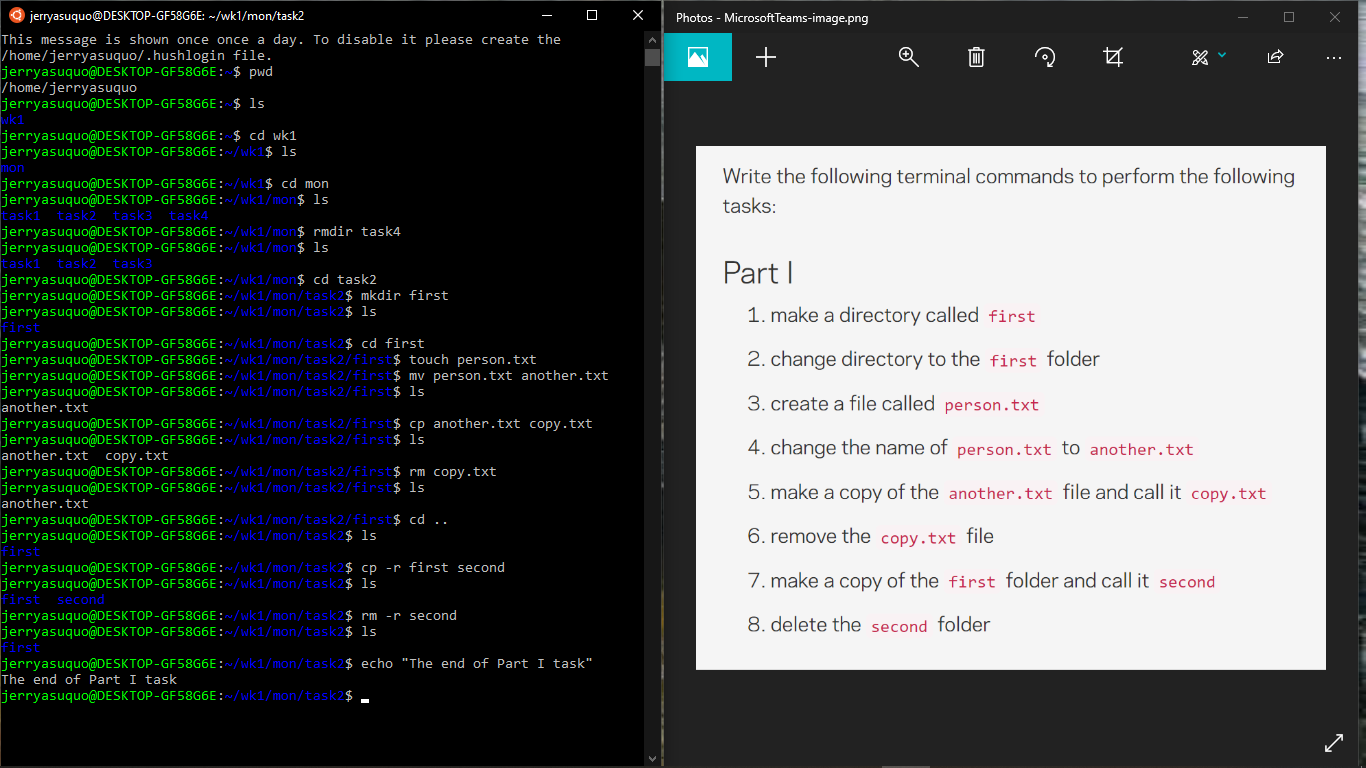 jerryasuquo@DESKTOP-GF58G6E: ~/wk1/mon/task2
This message is shown once once a day. To disable it please create the
/home/jerryasuquo/.hushlogin file.
jerryasuquo@DESKTOP-GF58G6E:~$ pwd
/home/jerryasuquo
jerryasuquo@DESKTOP-GF58G6E:~$ ls
wk1
jerryasuquo@DESKTOP-GF58G6E:~$ cd wk1
jerryasuquo@DESKTOP-GF58G6E:~/wk1$ ls
mon
jerryasuquo@DESKTOP-GF58G6E:~/wk1$ cd mon
jerryasuquo@DESKTOP-GF58G6E:~/wk1/mon$ ls
task1  task2  task3  task4
jerryasuquo@DESKTOP-GF58G6E:~/wk1/mon$ rmdir task4
jerryasuquo@DESKTOP-GF58G6E:~/wk1/mon$ ls
task1  task2  task3
jerryasuquo@DESKTOP-GF58G6E:~/wk1/mon$ cd task2
jerryasuquo@DESKTOP-GF58G6E:~/wk1/mon/task2$ mkdir first
jerryasuquo@DESKTOP-GF58G6E:~/wk1/mon/task2$ ls
first
jerryasuquo@DESKTOP-GF58G6E:~/wk1/mon/task2$ cd first
jerryasuquo@DESKTOP-GF58G6E:~/wk1/mon/task2/first$ touch person.txt
jerryasuquo@DESKTOP-GF58G6E:~/wk1/mon/task2/first$ mv person.txt another.txt
jerryasuquo@DESKTOP-GF58G6E:~/wk1/mon/task2/first$ ls
another.txt
jerryasuquo@DESKTOP-GF58G6E:~/wk1/mon/task2/first$ cp another.txt copy.txt
jerryasuquo@DESKTOP-GF58G6E:~/wk1/mon/task2/first$ ls
another.txt  copy.txt
jerryasuquo@DESKTOP-GF58G6E:~/wk1/mon/task2/first$ rm copy.txt
jerryasuquo@DESKTOP-GF58G6E:~/wk1/mon/task2/first$ ls
another.txt
jerryasuquo@DESKTOP-GF58G6E:~/wk1/mon/task2/first$ cd ..
jerryasuquo@DESKTOP-GF58G6E:~/wk1/mon/task2$ ls
first
jerryasuquo@DESKTOP-GF58G6E:~/wk1/mon/task2$ cp -r first second
jerryasuquo@DESKTOP-GF58G6E:~/wk1/mon/task2$ ls
first  second
jerryasuquo@DESKTOP-GF58G6E:~/wk1/mon/task2$ rm -r second
jerryasuquo@DESKTOP-GF58G6E:~/wk1/mon/task2$ ls
first
jerryasuquo@DESKTOP-GF58G6E:~/wk1/mon/task2$ echo "The end of Part I task"
The end of Part I task
jerryasuquo@DESKTOP-GF58G6E:~/wk1/mon/task2$
Photos - MicrosoftTeams-image.png
Write the following terminal commands to perform the following
tasks:
Part I
1. make a directory called first
2. change directory to the first folder
3. create a file called person.txt
4. change the name of person.txt to another.txt
5. make a copy of the another.txt file and call it copy.txt
6. remove the copy.txt file
7. make a copy of the first folder and call it second
8. delete the second folder